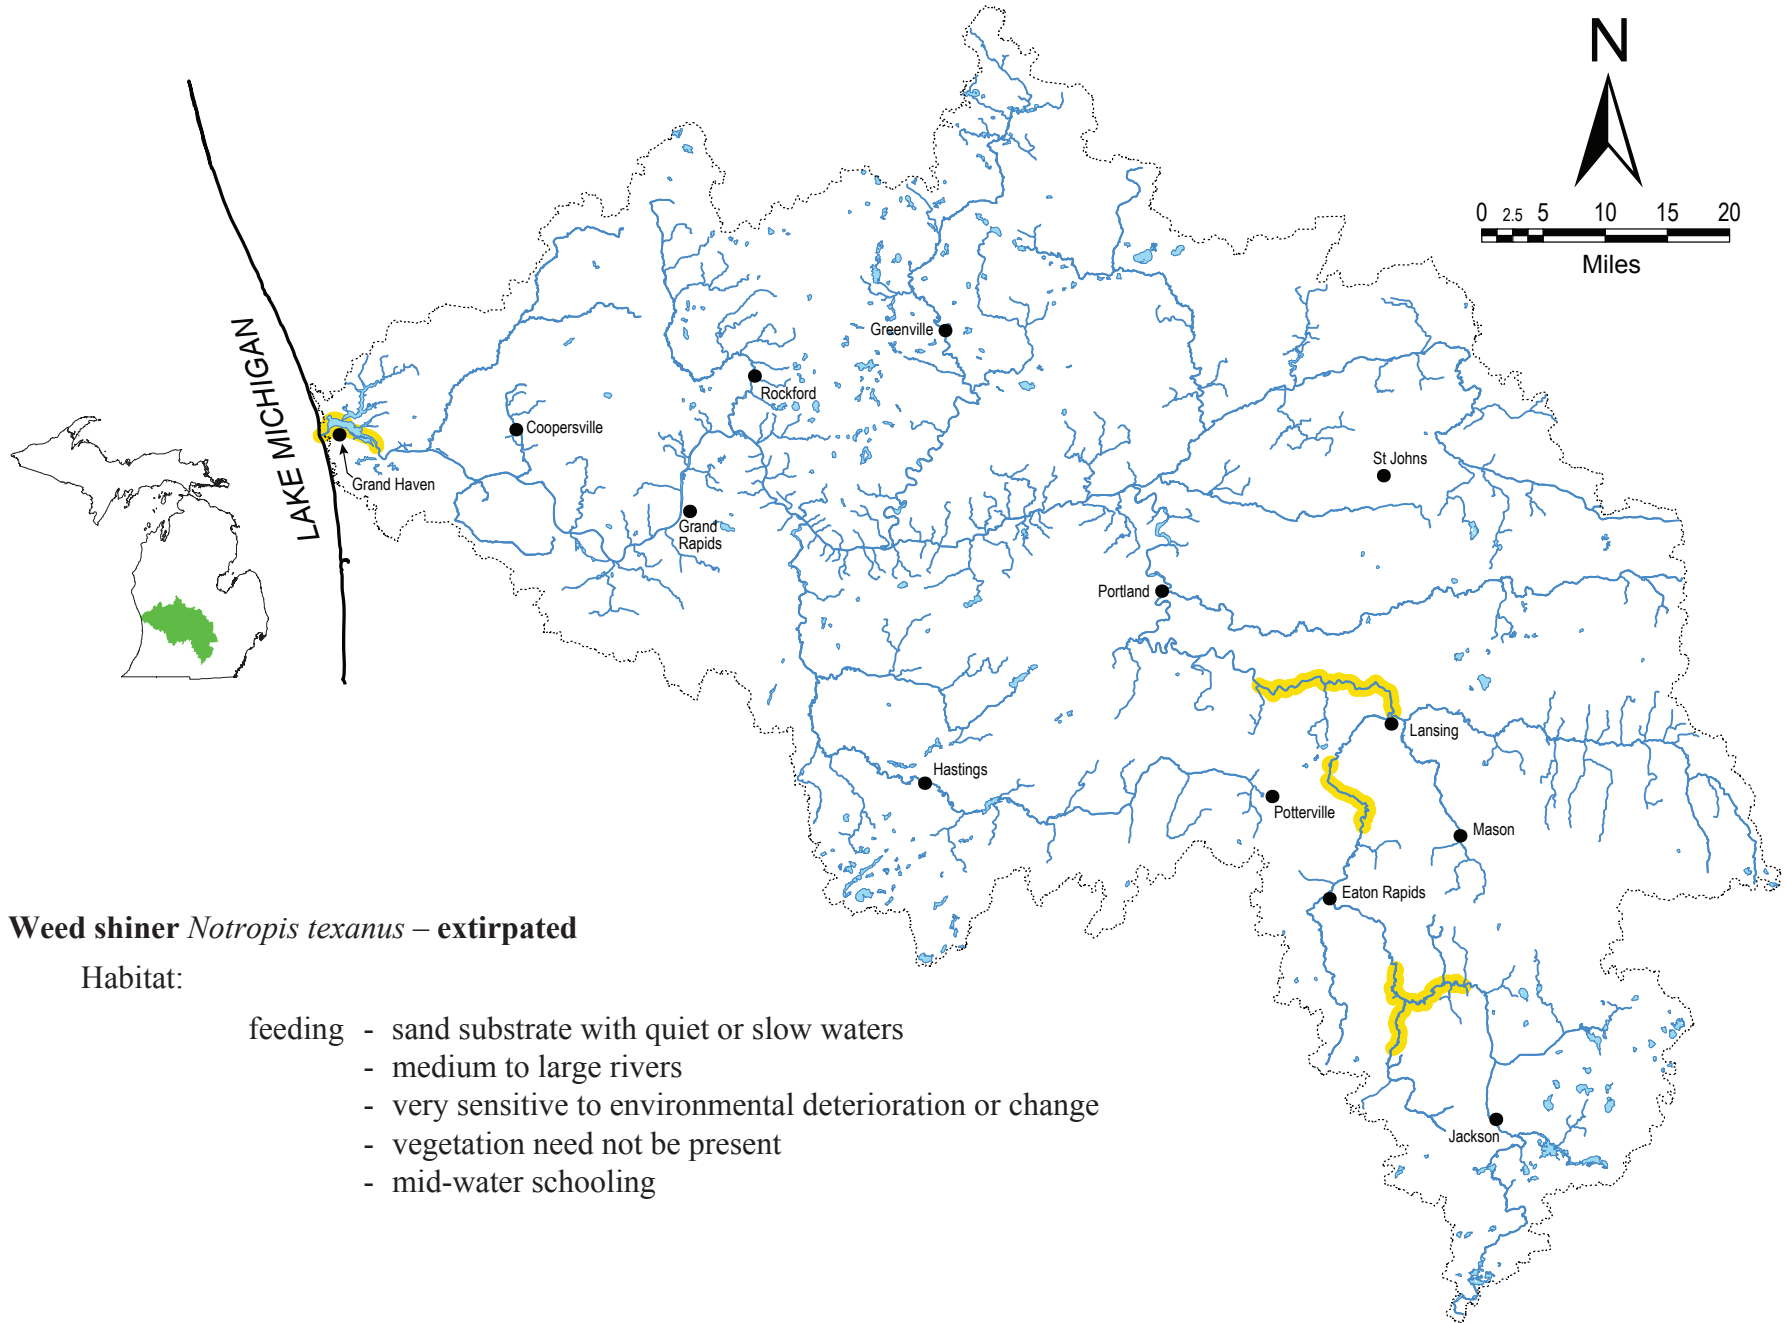 N
0 2.5 5 10 15 20
Miles
LAKE MICHIGAN
Greenville
Rockford
Coopersville
Grand Haven
St Johns
Grand
Rapids
Portland
Lansing
Hastings
Potterville
Mason
Eaton Rapids
Jackson
Weed shiner Notropis texanus – extirpated
Habitat:
feeding - sand substrate with quiet or slow waters
- medium to large rivers
- very sensitive to environmental deterioration or change
- vegetation need not be present
- mid-water schooling